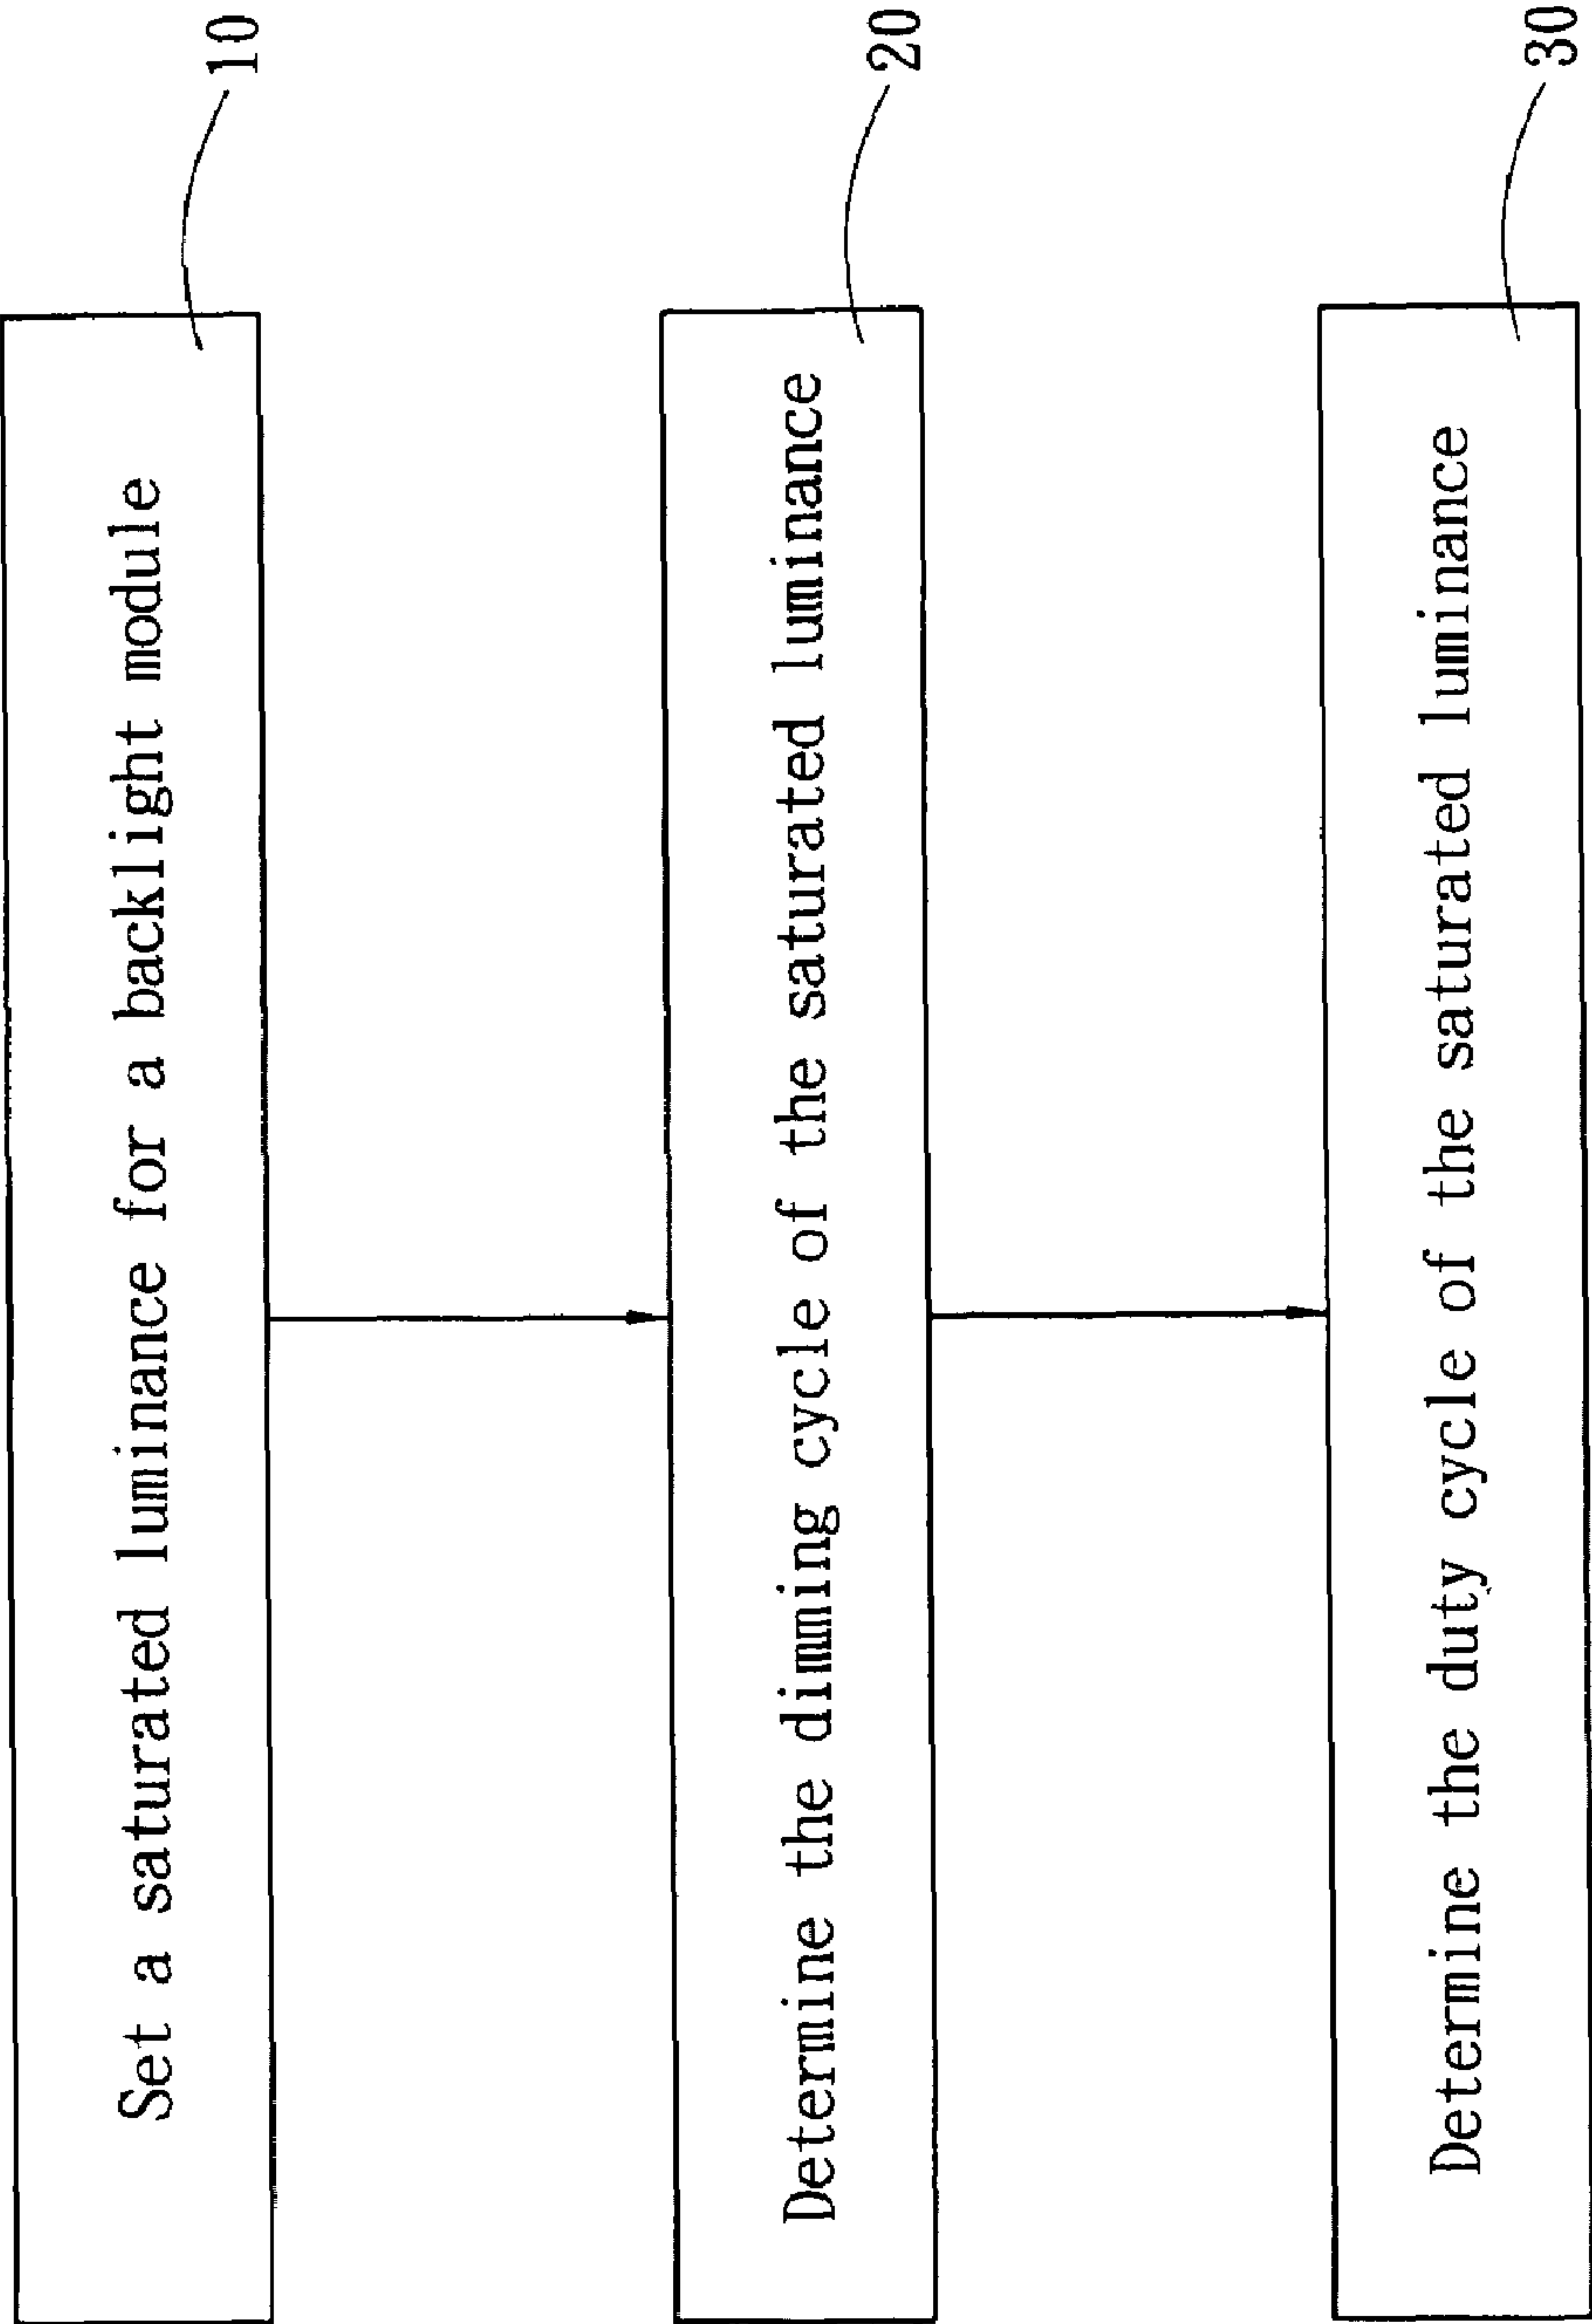 Set a saturated luminance for a backlight module
10
Determine the dimming cycle of the saturated luminance
20
Determine the duty cycle of the saturated luminance
30